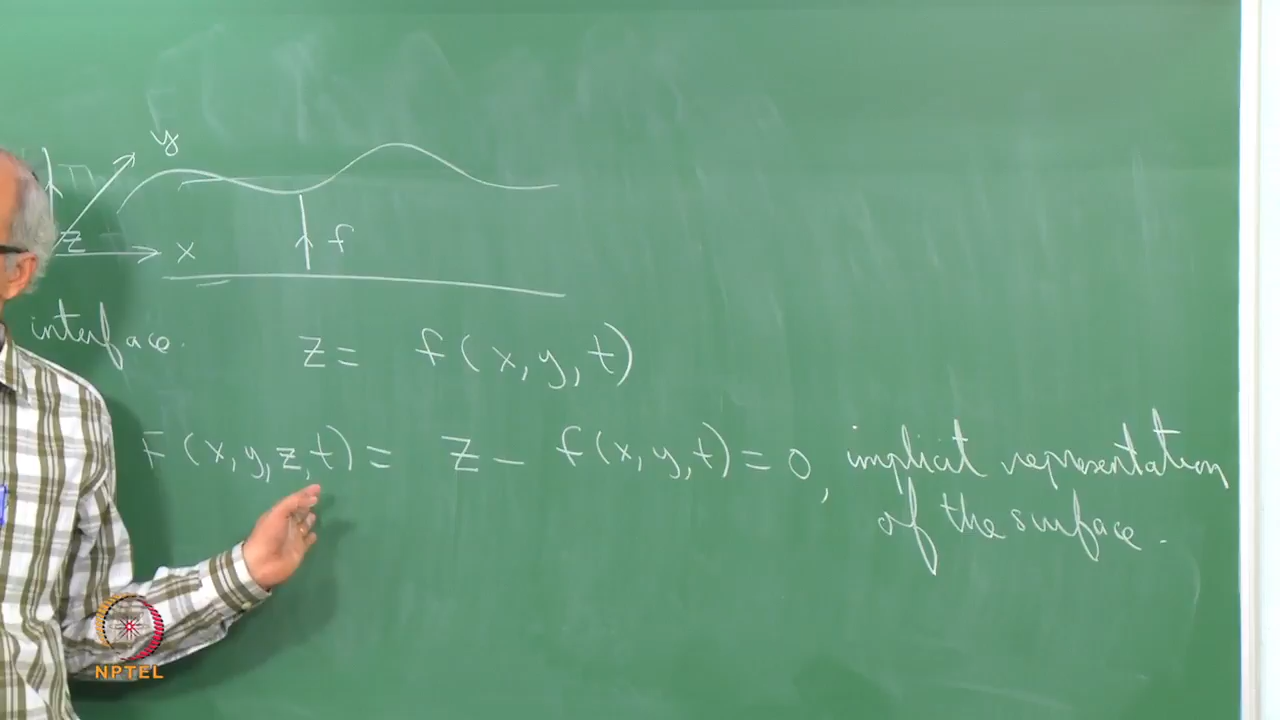 y
z
x
f
interface.
z = f(x, y, t)
F(x, y, z, t) = z - f(x, y, t) = 0, implicit representation
of the surface.
NPTEL